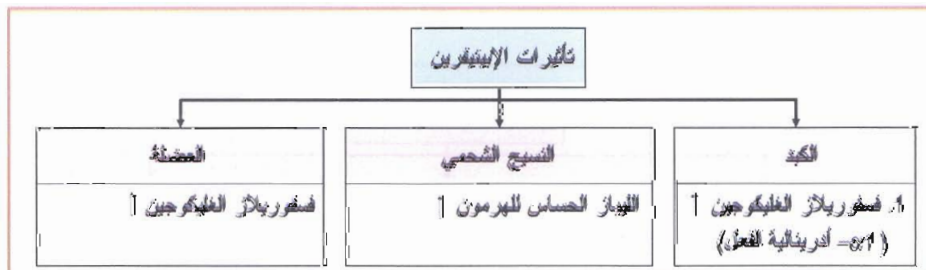 تأثيرات الإبينيفرين
الكبد
1. فسفوريلاز الغليكوجين ↑
(α1– أدرينالية الفعل)
النسيج الشحمي
الليباز الحساس للهرمون ↑
العضلة
فسفوريلاز الغليكوجين ↑